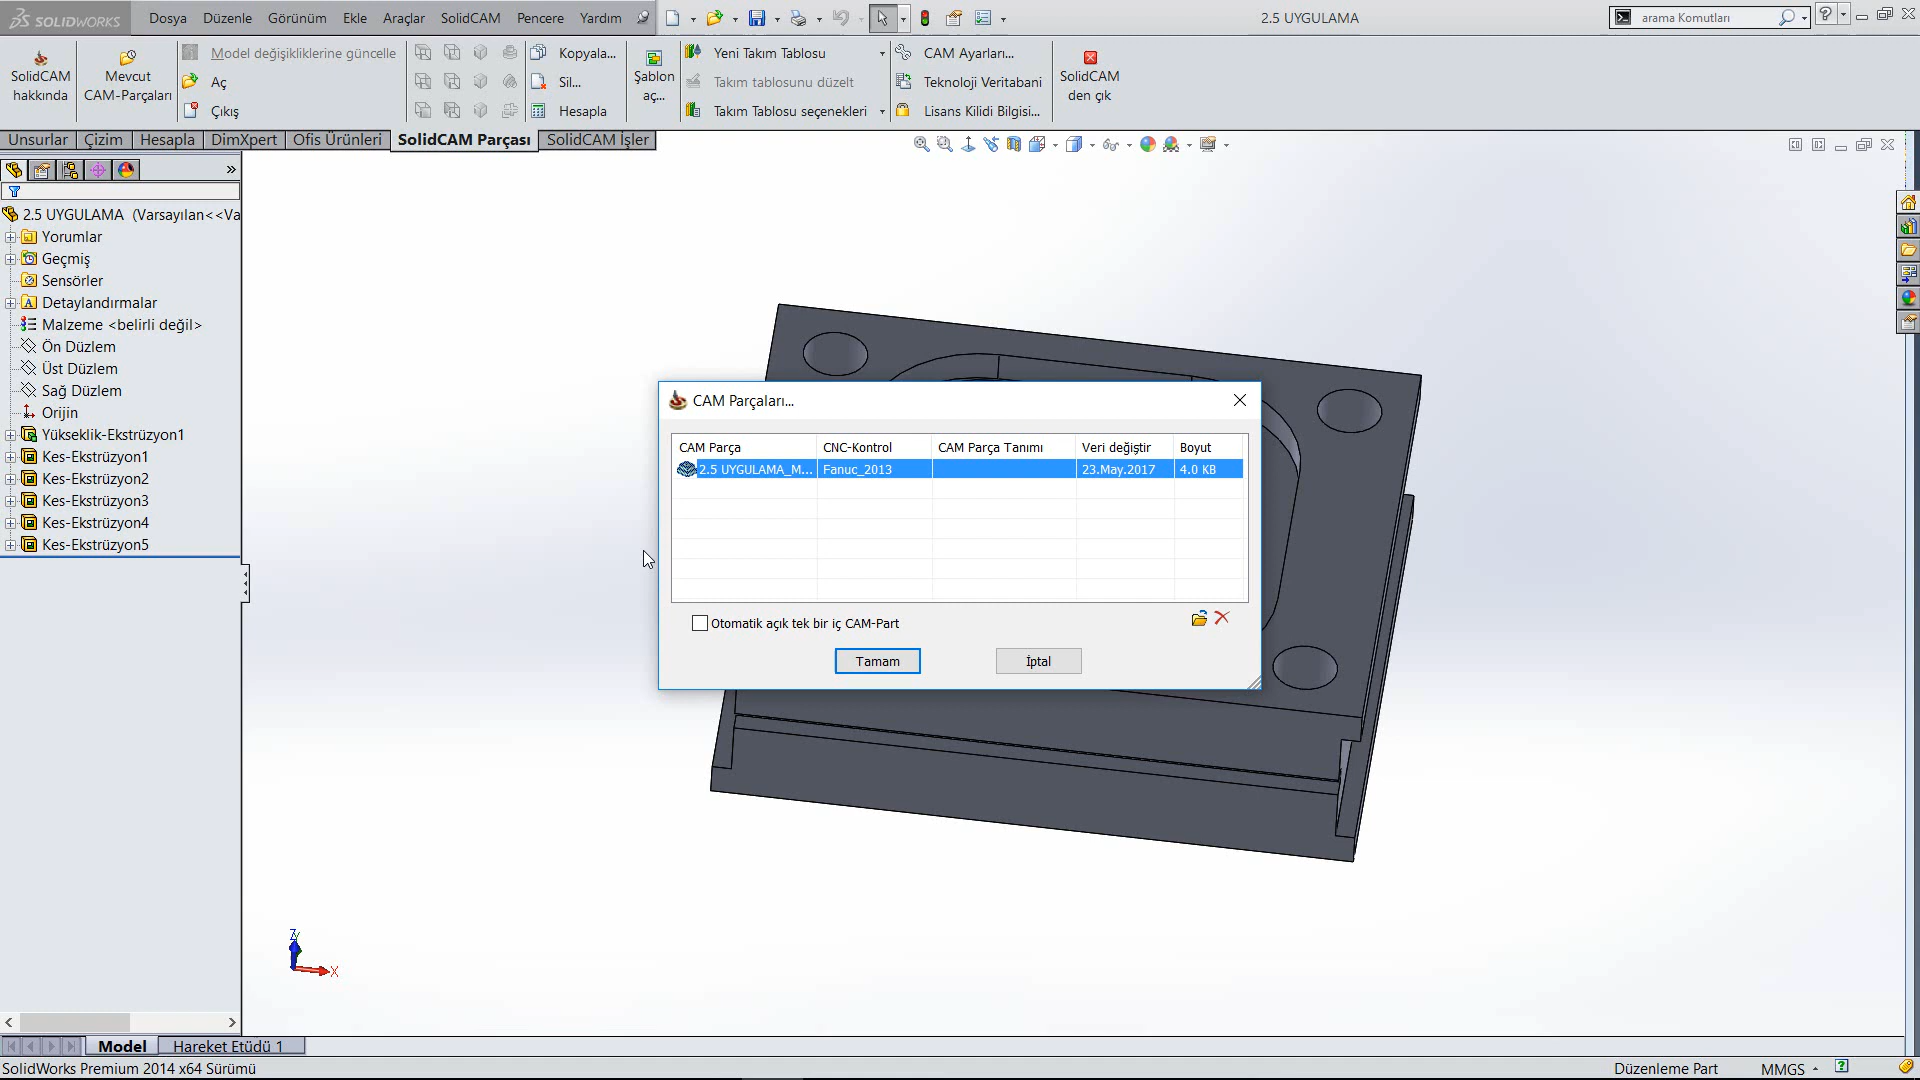 SOLIDWORKS
Dosya Düzenle Görünüm Ekle Araçlar SolidCAM Pencere Yardım
2.5 UYGULAMA
arama Komutları
SolidCAM hakkında
Mevcut CAM-Parçaları
Model değişikliklerine güncelle
Aç
Çıkış
Kopyala...
Sil...
Hesapla
Şablon aç...
Yeni Takım Tablosu
Takım tablosunu düzelt
Takım Tablosu seçenekleri
CAM Ayarları...
Teknoloji Veritabanı
Lisans Kilidi Bilgisi...
SolidCAM den çık
Unsurlar Çizim Hesapla DimXpert Ofis Ürünleri SolidCAM Parçası SolidCAM İşler
2.5 UYGULAMA (Varsayılan<<Va
Yorumlar
Geçmiş
Sensörler
Detaylandırmalar
Malzeme <belirli değil>
Ön Düzlem
Üst Düzlem
Sağ Düzlem
Orijin
Yükseklik-Ekstrüzyon1
Kes-Ekstrüzyon1
Kes-Ekstrüzyon2
Kes-Ekstrüzyon3
Kes-Ekstrüzyon4
Kes-Ekstrüzyon5
CAM Parçaları...
CAM Parça CNC-Kontrol CAM Parça Tanımı Veri değiştir Boyut
2.5 UYGULAMA_M... Fanuc_2013 23.May.2017 4.0 KB
Otomatik açık tek bir iç CAM-Part
Tamam İptal
X
Model Hareket Etüdü 1
SolidWorks Premium 2014 x64 Sürümü
Düzenleme Part MMGS